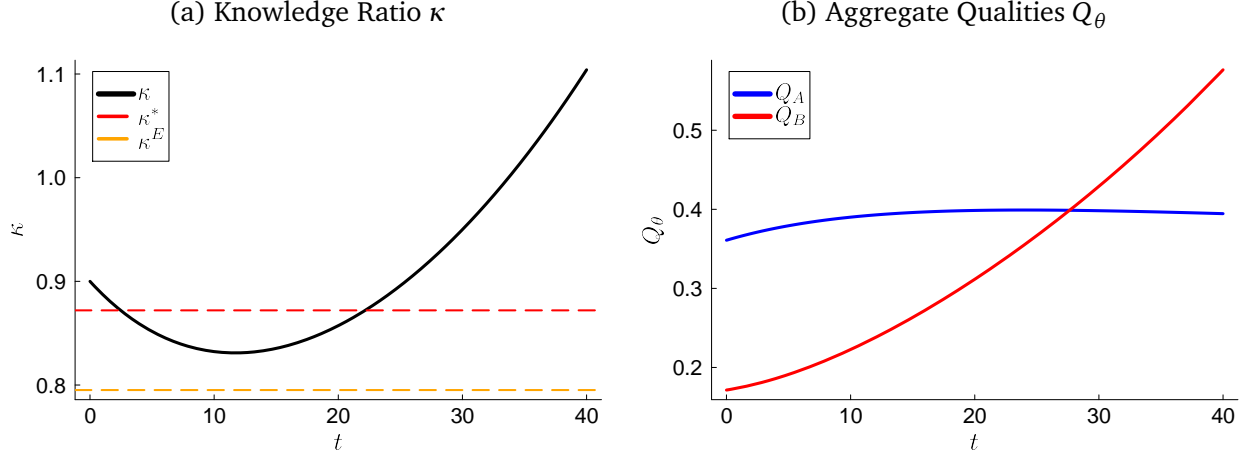 (a) Knowledge Ratio κ
1.1
1.0
0.9
0.8
κ
κ
κ*
κ^E
0 10 20 30 40
t
(b) Aggregate Qualities Q_θ
0.5
0.4
0.3
0.2
Q_θ
Q_A
Q_B
0 10 20 30 40
t